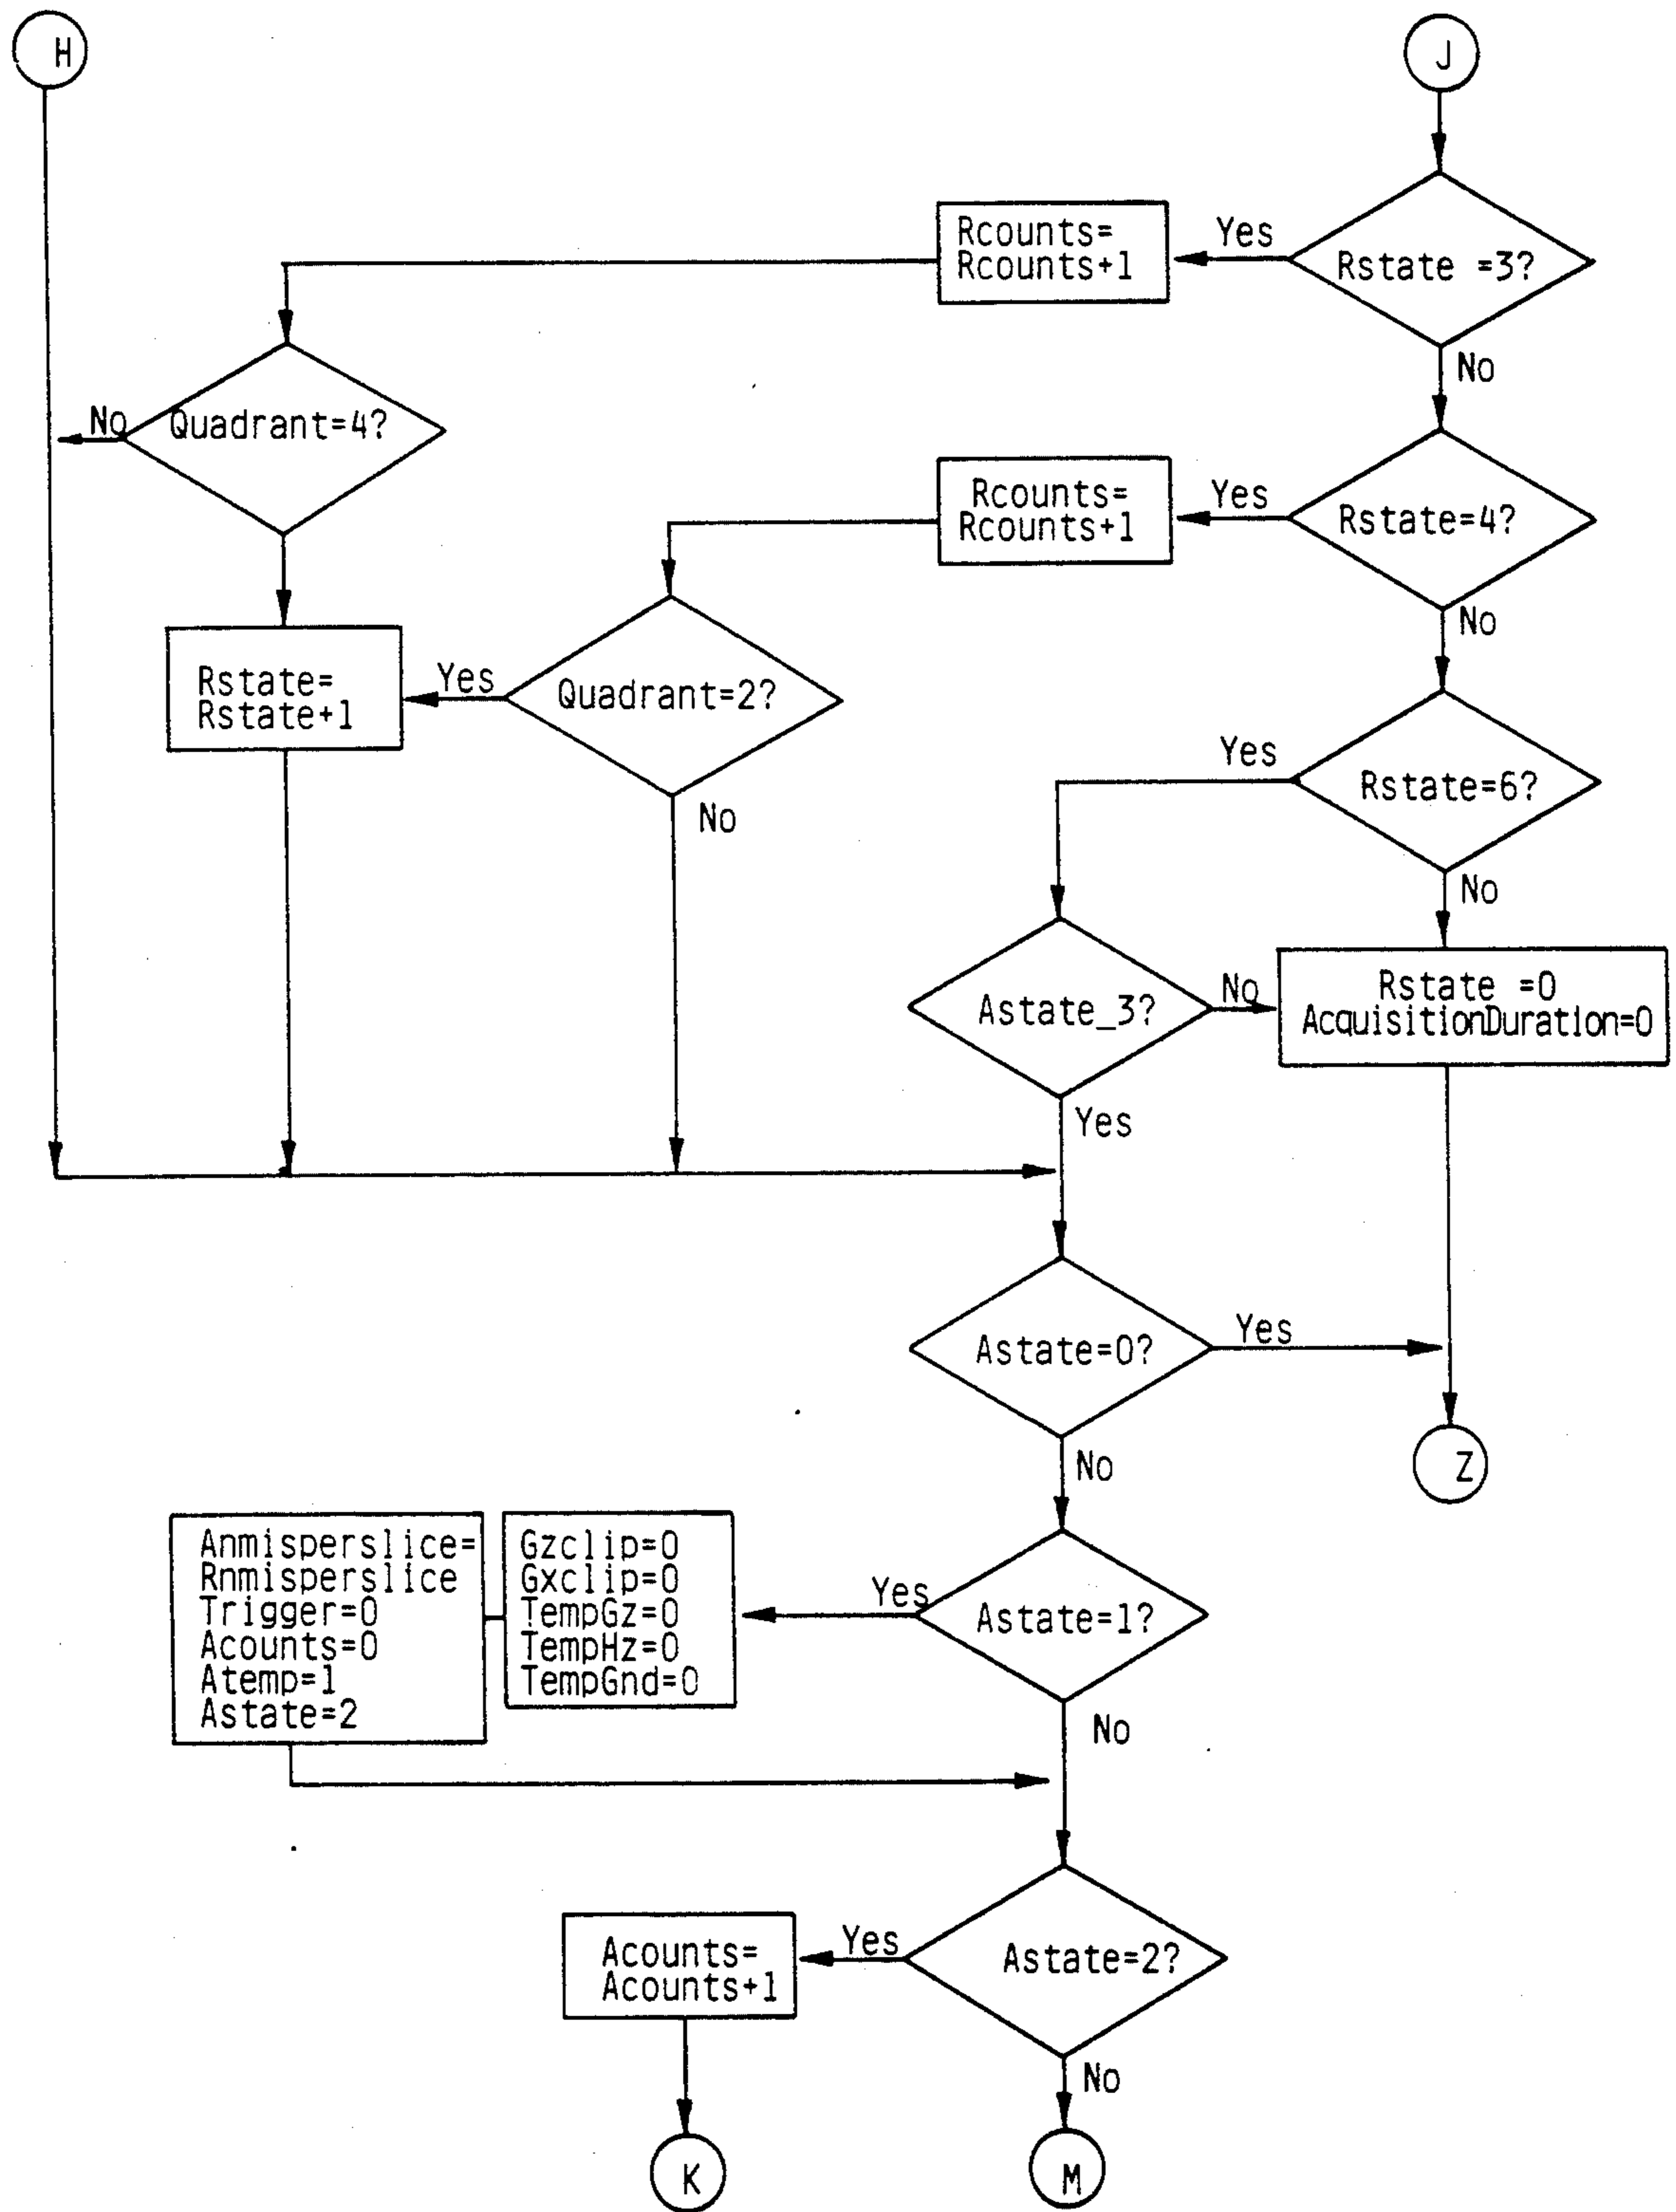 H
J
Rcounts=
Rcounts+1
Yes
Rstate =3?
No
No
Quadrant=4?
Rcounts=
Rcounts+1
Yes
Rstate=4?
No
Rstate=
Rstate+1
Yes
Quadrant=2?
No
Yes
Rstate=6?
No
Astate_3?
No
Rstate =0
AcquisitionDuration=0
Yes
Astate=0?
Yes
No
Z
Anmisperslice=
Rnmisperslice
Trigger=0
Acounts=0
Atemp=1
Astate=2
Gzclip=0
Gxclip=0
TempGz=0
TempHz=0
TempGnd=0
Yes
Astate=1?
No
Acounts=
Acounts+1
Yes
Astate=2?
No
K
M